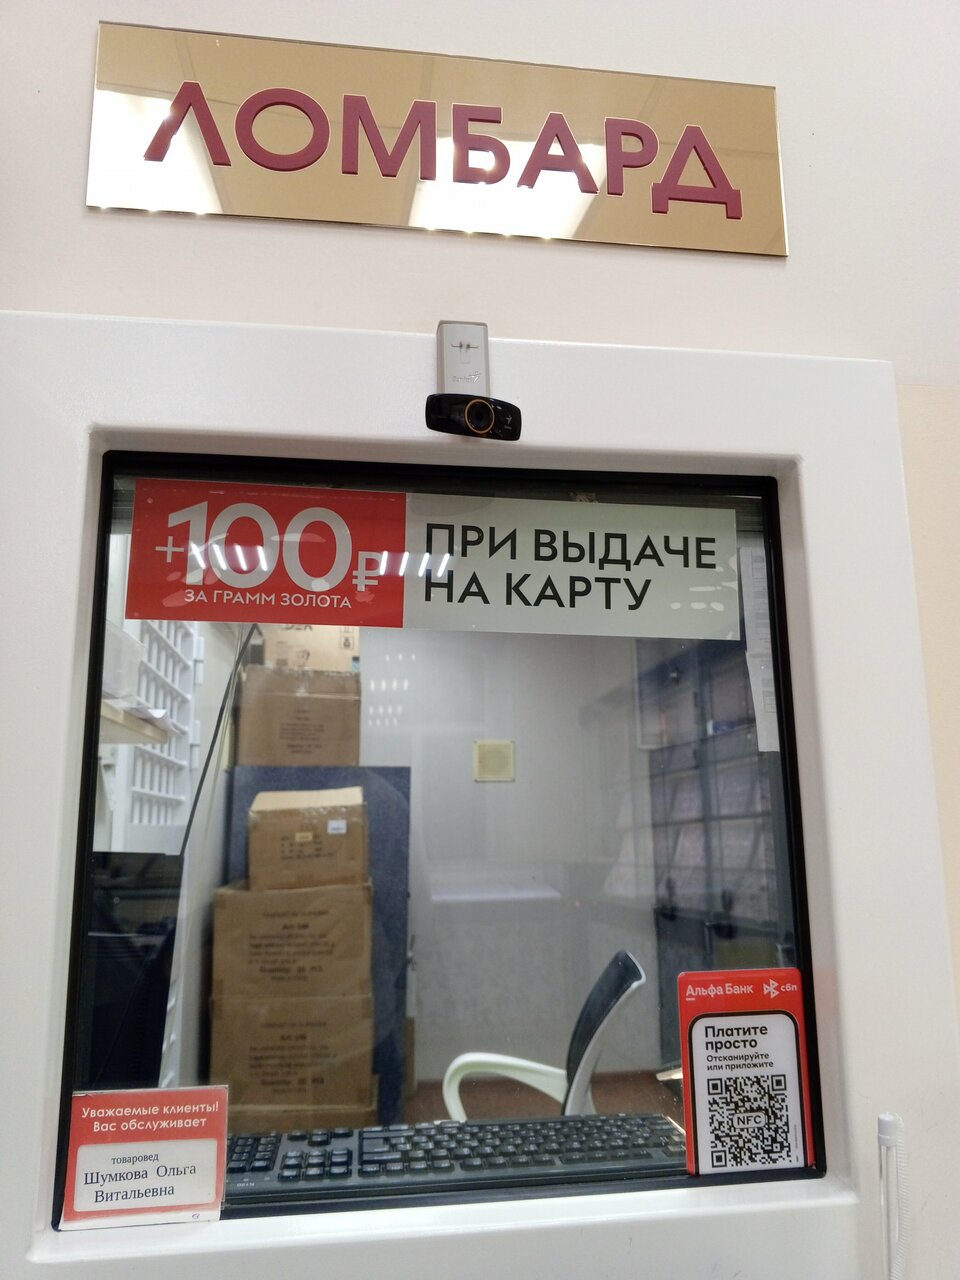 ЛОМБАРД
+100₽
ЗА ГРАММ ЗОЛОТА
ПРИ ВЫДАЧЕ
НА КАРТУ
Альфа Банк сбп
Платите
просто
Отсканируйте
или приложите
NFC
Уважаемые клиенты!
Вас обслуживает
товаровед
Шумкова Ольга
Витальевна